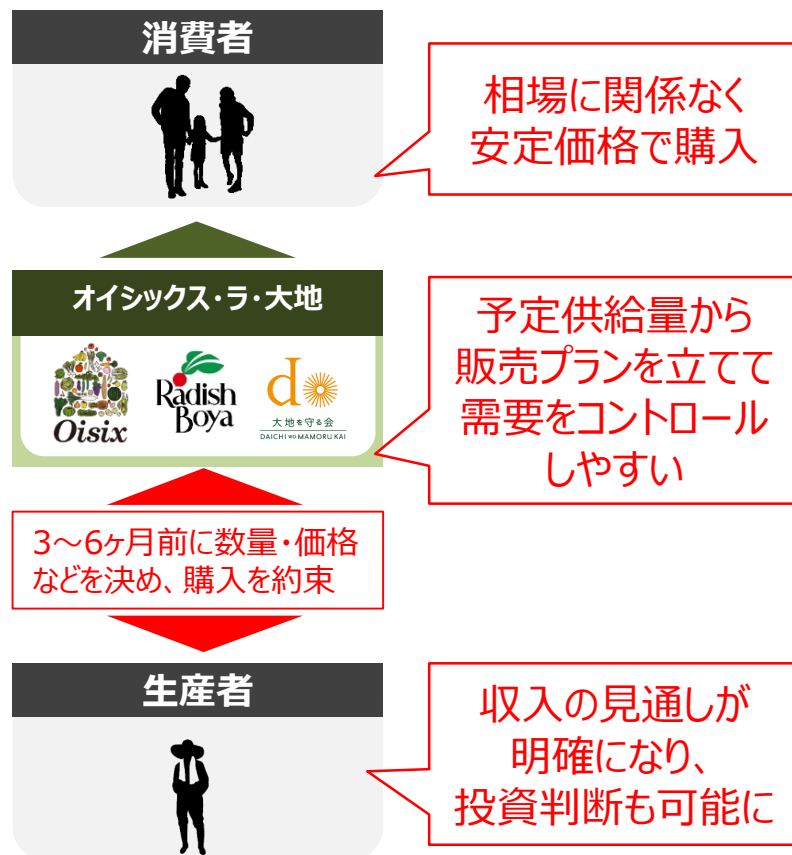 消費者
相場に関係なく
安定価格で購入
オイシックス・ラ・大地
Oisix
Radish
Boya
do
大地を守る会
DAICHI WO MAMORU KAI
予定供給量から
販売プランを立てて
需要をコントロール
しやすい
3～6ヶ月前に数量・価格
などを決め、購入を約束
生産者
収入の見通しが
明確になり、
投資判断も可能に